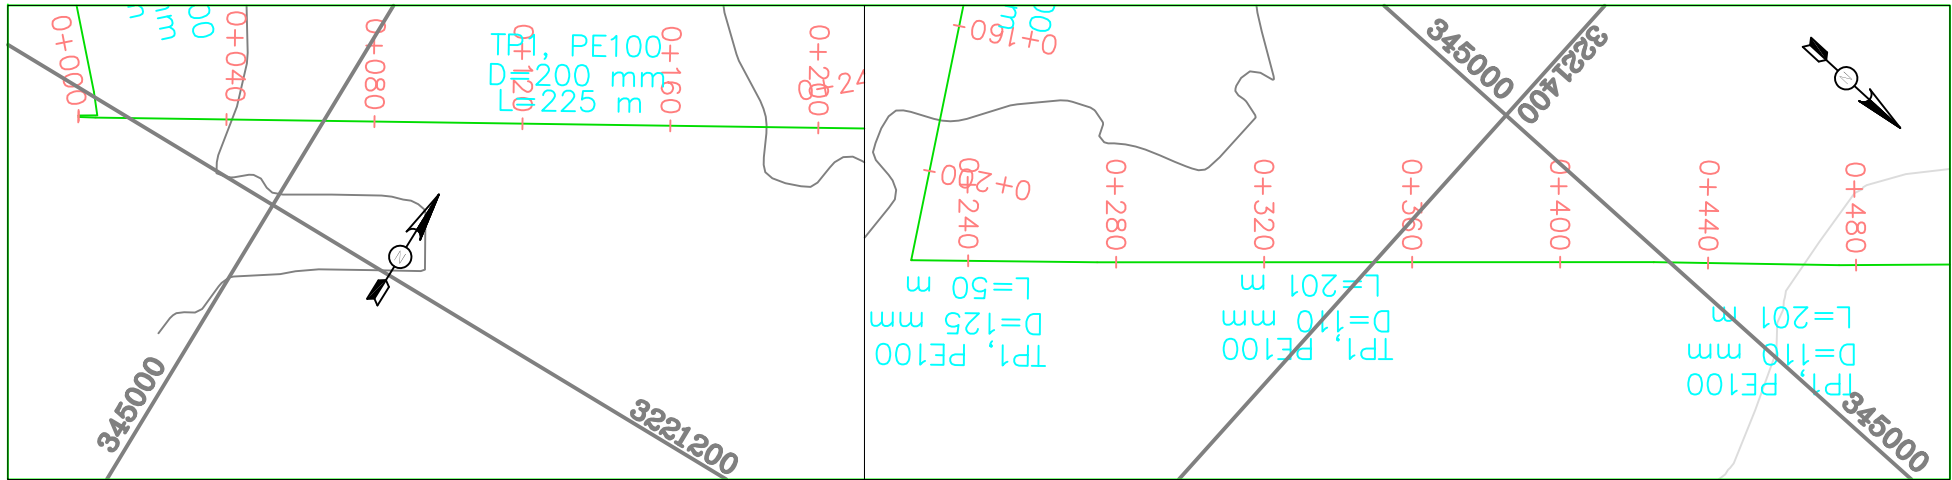 0+000
0+040
0+080
0+120
0+160
0+200
TP1, PE100
D=200 mm
L=225 m
345000
3221200
N
0+160
0+200
0+240
0+280
0+320
0+360
0+400
0+440
0+480
345000
3221400
N
TP1, PE100
D=125 mm
L=50 m
TP1, PE100
D=110 mm
L=201 m
TP1, PE100
D=110 mm
L=201 m
345000